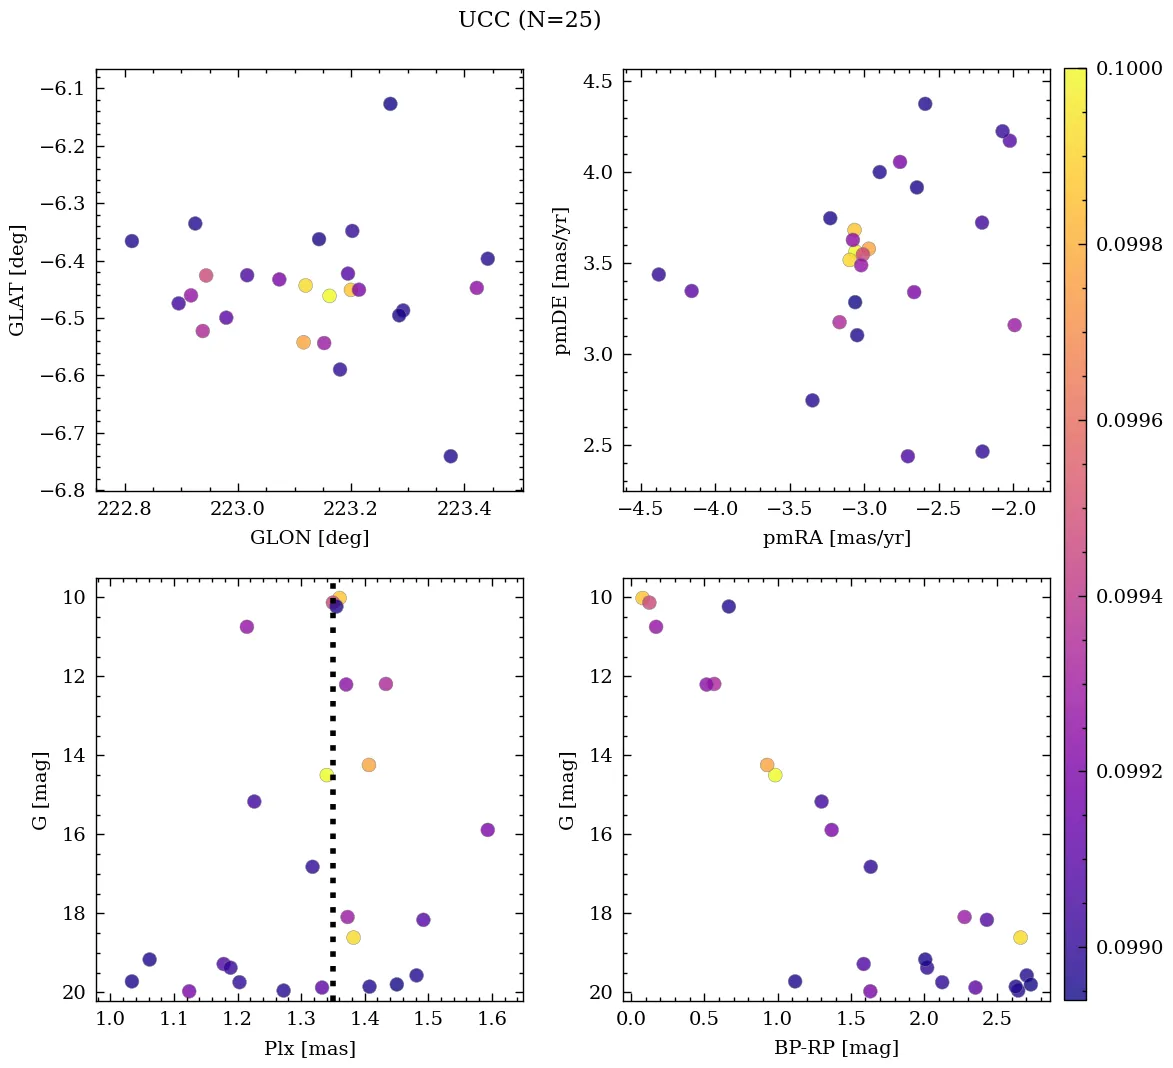 UCC (N=25)
−6.1
−6.2
−6.3
−6.4
−6.5
−6.6
−6.7
−6.8
GLAT [deg]
222.8 223.0 223.2 223.4
GLON [deg]
4.5
4.0
3.5
3.0
2.5
pmDE [mas/yr]
−4.5 −4.0 −3.5 −3.0 −2.5 −2.0
pmRA [mas/yr]
0.1000
0.0998
0.0996
0.0994
0.0992
0.0990
10
12
14
16
18
20
G [mag]
1.0 1.1 1.2 1.3 1.4 1.5 1.6
Plx [mas]
10
12
14
16
18
20
G [mag]
0.0 0.5 1.0 1.5 2.0 2.5
BP-RP [mag]